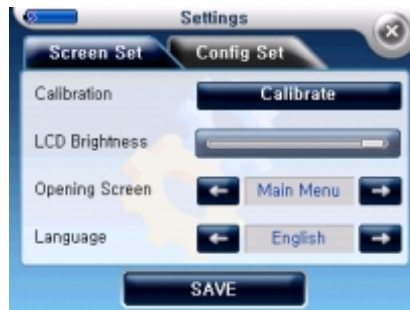 Settings
Screen Set Config Set
Calibration Calibrate
LCD Brightness
Opening Screen Main Menu
Language English
SAVE